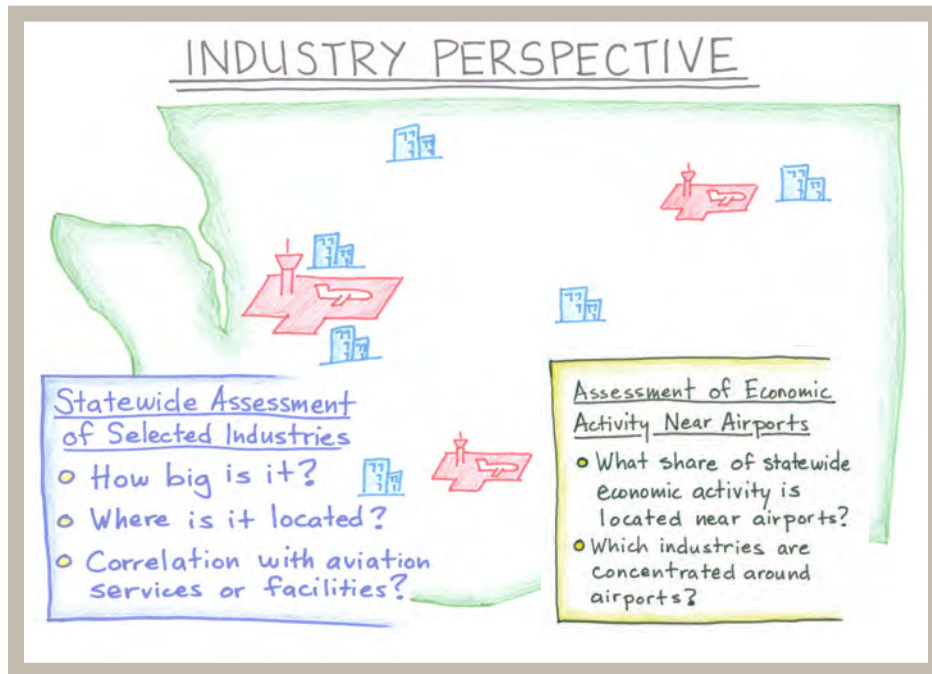 INDUSTRY PERSPECTIVE
Statewide Assessment
of Selected Industries
How big is it?
Where is it located?
Correlation with aviation
services or facilities?
Assessment of Economic
Activity Near Airports
What share of statewide
economic activity is
located near airports?
Which industries are
concentrated around
airports?